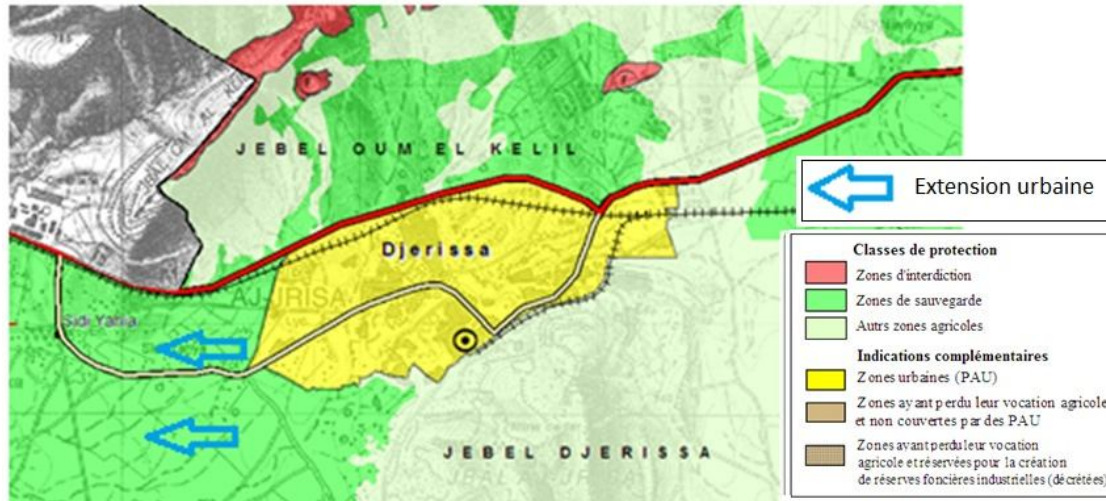 JEBEL OUM EL KELIL
Extension urbaine
Djerissa
AJ JRISA
Sidi Yahia
JEBEL DJERISSA
Classes de protection
Zones d'interdiction
Zones de sauvegarde
Autrs zones agricoles
Indications complémentaires
Zones urbaines (PAU)
Zones ayant perdu leur vocation agricole
et non couvertes par des PAU
Zones ayant perdu leur vocation
agricole et réservées pour la création
de réserves foncières industrielles (décrétées)